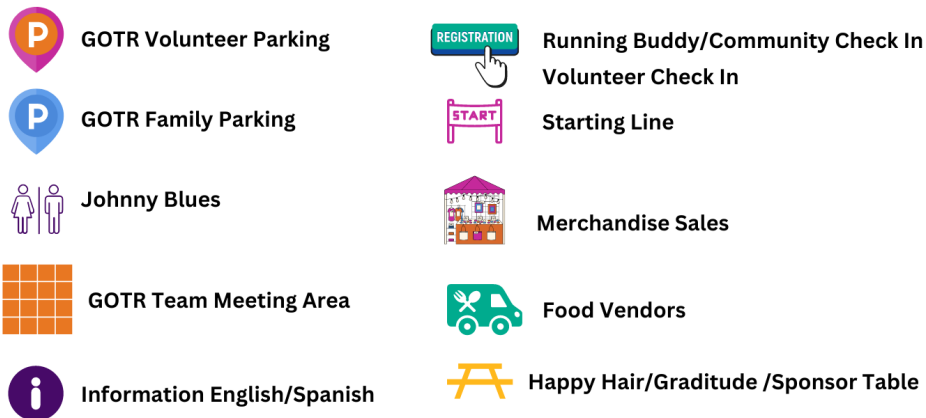 P
GOTR Volunteer Parking
P
GOTR Family Parking
Johnny Blues
GOTR Team Meeting Area
i
Information English/Spanish
REGISTRATION
Running Buddy/Community Check In
Volunteer Check In
START
Starting Line
Merchandise Sales
Food Vendors
Happy Hair/Graditude /Sponsor Table